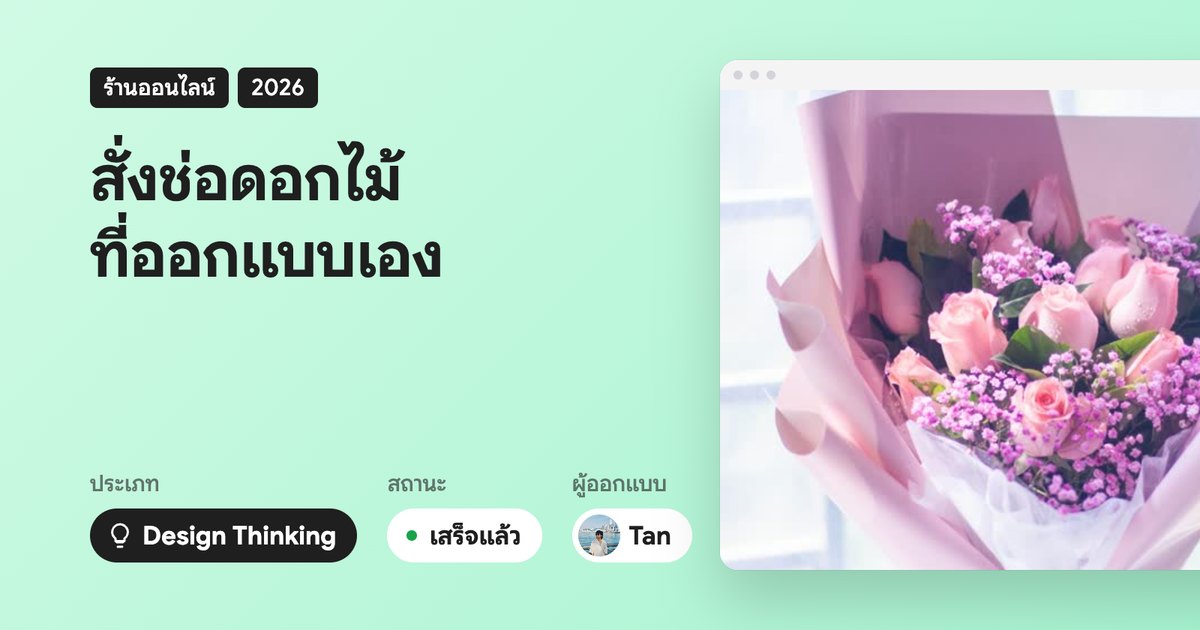 ร้านออนไลน์ 2026
สั่งช่อดอกไม้
ที่ออกแบบเอง
ประเภท สถานะ ผู้ออกแบบ
Design Thinking เสร็จแล้ว Tan